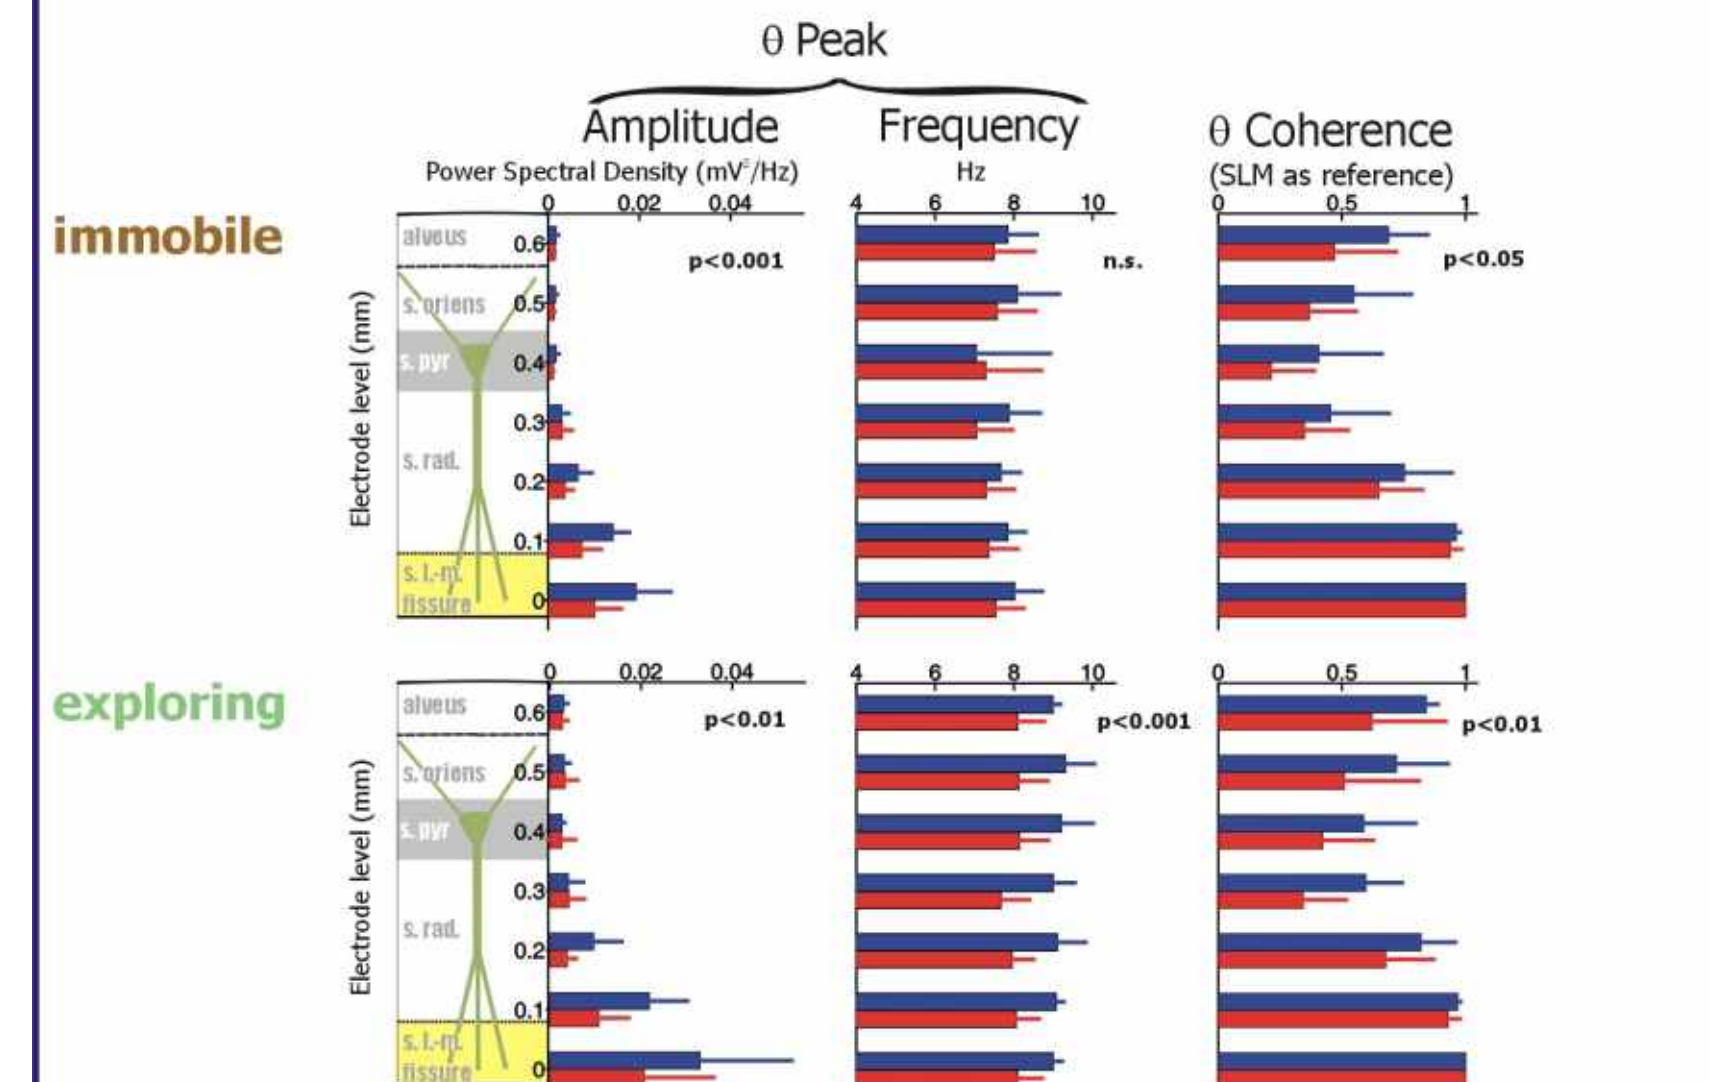 θ Peak
Amplitude
Frequency
θ Coherence
Power Spectral Density (mV²/Hz)
Hz
(SLM as reference)
0 0.02 0.04
4 6 8 10
0 0.5 1
immobile
Electrode level (mm)
alveus
s. oriens
s. pyr
s. rad.
s. l.-m.
fissure
0.6
0.5
0.4
0.3
0.2
0.1
0
p<0.001
n.s.
p<0.05
0 0.02 0.04
4 6 8 10
0 0.5 1
exploring
Electrode level (mm)
alveus
s. oriens
s. pyr
s. rad.
s. l.-m.
fissure
0.6
0.5
0.4
0.3
0.2
0.1
0
p<0.01
p<0.001
p<0.01